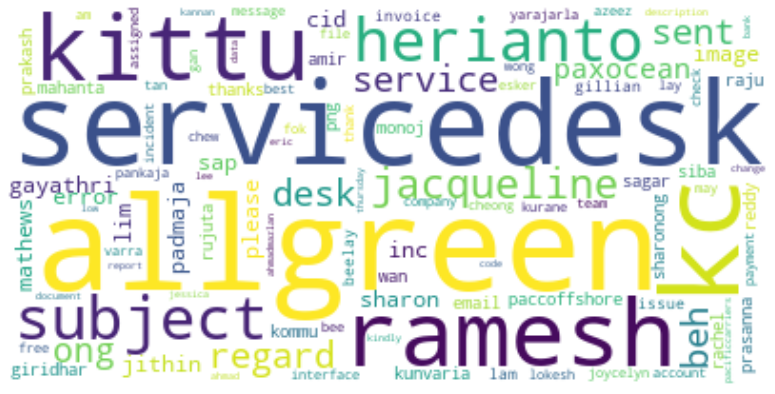 kannan am message cid invoice yarajarla azeez description
kittu assigned gan data file amir herianto sent bank
prakash mahanta tan thanks best service wong paxocean image
servicedesk esker gillian lay check raju
incident chew eric fok png thank monoj
gayathri pankaja sap lee desk thursday jacqueline sagar siba change
error low rujuta please company cheong kurane team may reddy
mathews lim padmaja ahmadmarlan beelay sharonong kc
allgreen
varra report inc wan code payment
document jessica sharon email paccoffshore issue
subject kommu bee ramesh beh rachel pacificcarriers prasanna
free ong jithin regard kindly
giridhar ahmad interface kunvaria lam lokesh joycelyn account